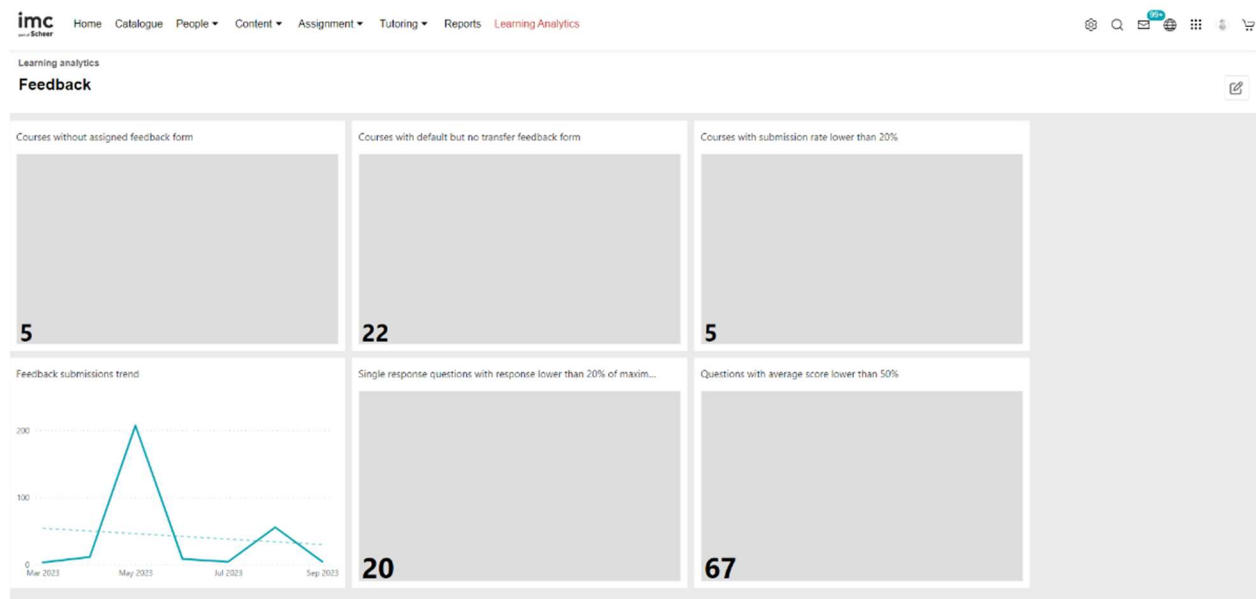 imc
part of Scheer
Home Catalogue People Content Assignment Tutoring Reports Learning Analytics
99+
Learning analytics
Feedback
Courses without assigned feedback form
Courses with default but no transfer feedback form
Courses with submission rate lower than 20%
5
22
5
Feedback submissions trend
Single response questions with response lower than 20% of maxim...
Questions with average score lower than 50%
200
100
0
Mar 2023 May 2023 Jul 2023 Sep 2023
20
67